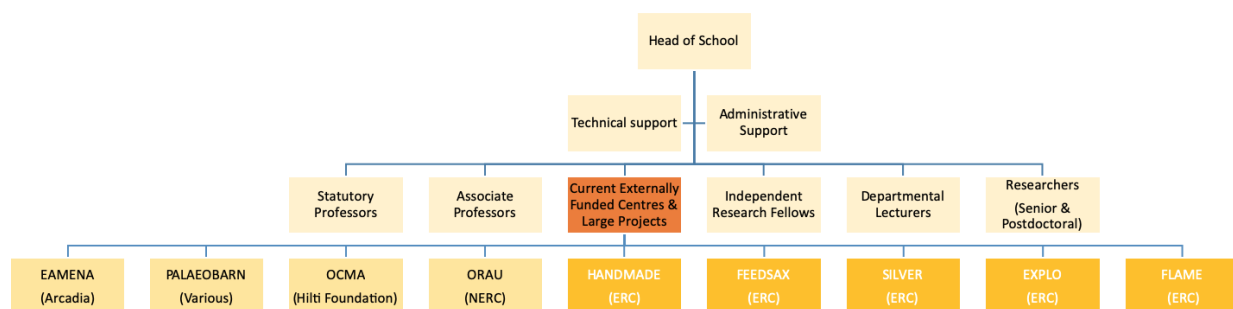 Head of School
Technical support
Administrative
Support
Statutory
Professors
Associate
Professors
Current Externally
Funded Centres &
Large Projects
Independent
Research Fellows
Departmental
Lecturers
Researchers
(Senior &
Postdoctoral)
EAMENA
(Arcadia)
PALAEOBARN
(Various)
OCMA
(Hilti Foundation)
ORAU
(NERC)
HANDMADE
(ERC)
FEEDSAX
(ERC)
SILVER
(ERC)
EXPLO
(ERC)
FLAME
(ERC)